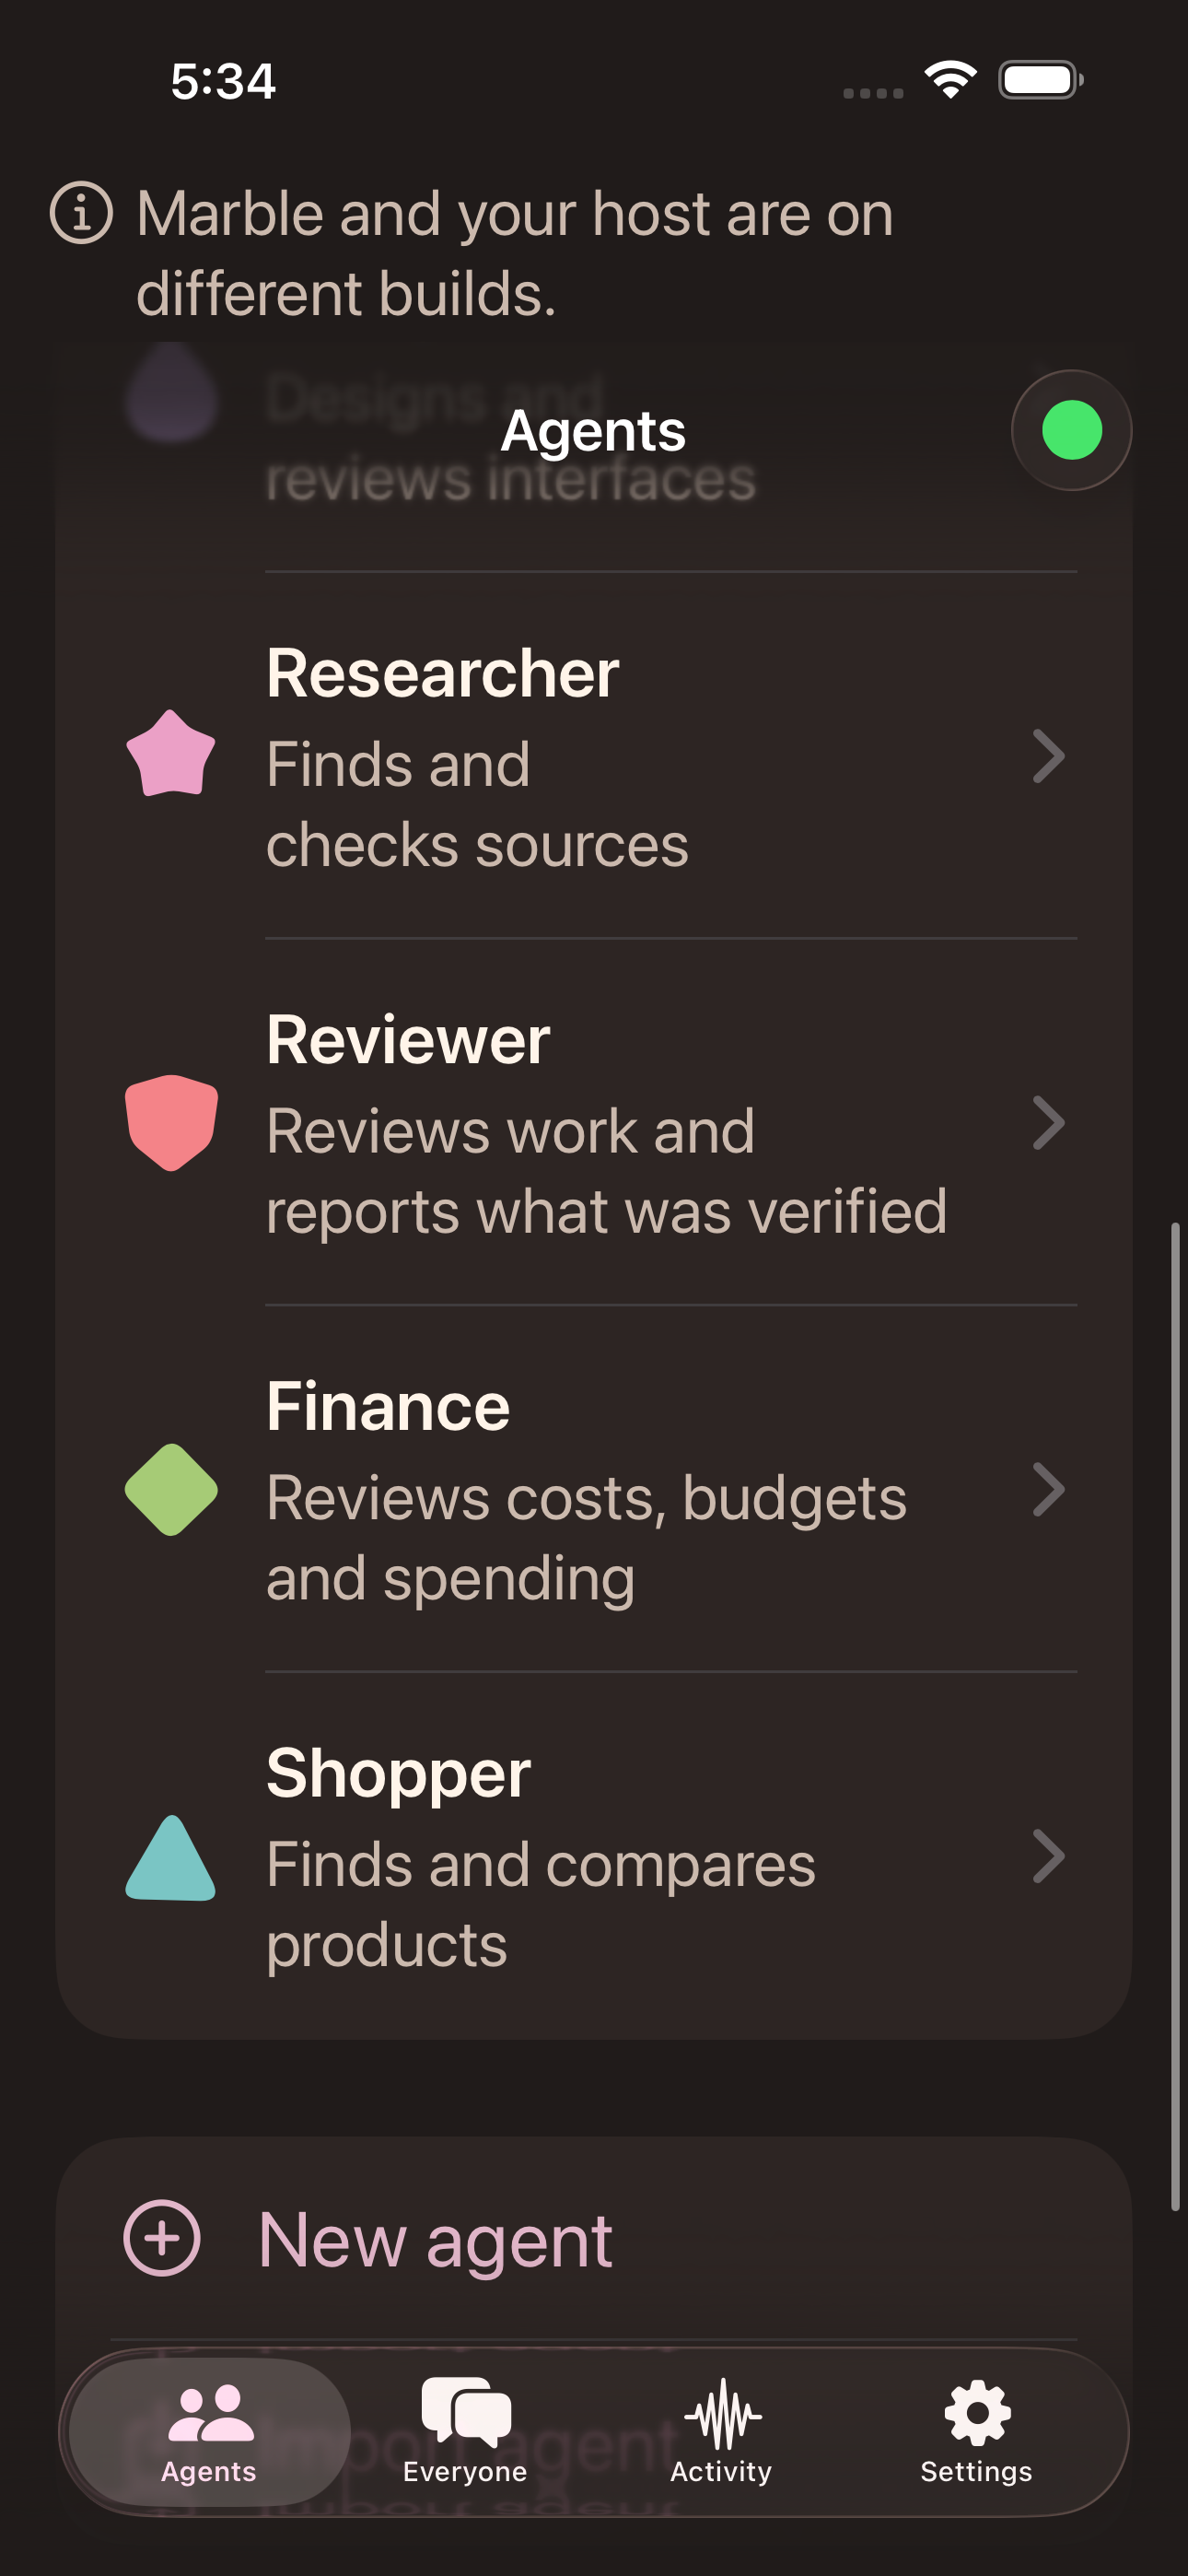 5:34
Marble and your host are on
different builds.
Designs and
Agents
reviews interfaces
Researcher
Finds and
checks sources
Reviewer
Reviews work and
reports what was verified
Finance
Reviews costs, budgets
and spending
Shopper
Finds and compares
products
New agent
Import agent
Agents
Everyone
Activity
Settings